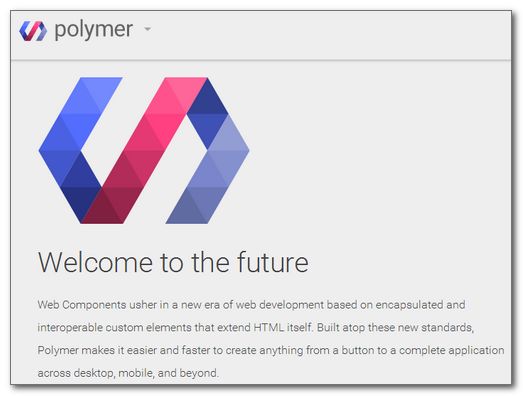 polymer
Welcome to the future
Web Components usher in a new era of web development based on encapsulated and
interoperable custom elements that extend HTML itself. Built atop these new standards,
Polymer makes it easier and faster to create anything from a button to a complete application
across desktop, mobile, and beyond.